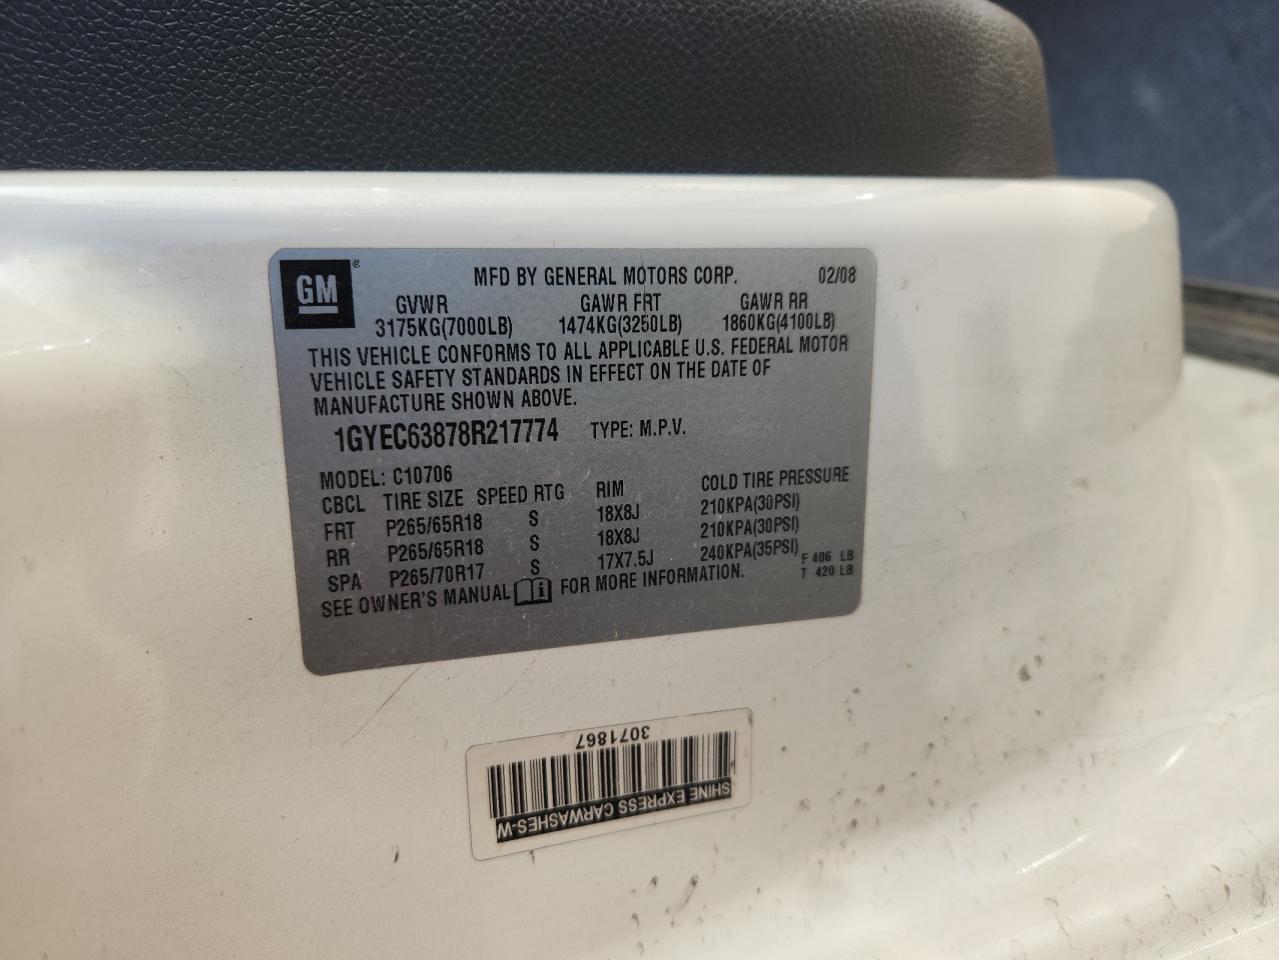 GM ®
MFD BY GENERAL MOTORS CORP. 02/08
GVWR GAWR FRT GAWR RR
3175KG(7000LB) 1474KG(3250LB) 1860KG(4100LB)
THIS VEHICLE CONFORMS TO ALL APPLICABLE U.S. FEDERAL MOTOR
VEHICLE SAFETY STANDARDS IN EFFECT ON THE DATE OF
MANUFACTURE SHOWN ABOVE.
1GYEC63878R217774 TYPE: M.P.V.
MODEL: C10706
CBCL TIRE SIZE SPEED RTG RIM COLD TIRE PRESSURE
FRT P265/65R18 S 18X8J 210KPA(30PSI)
RR P265/65R18 S 18X8J 210KPA(30PSI)
SPA P265/70R17 S 17X7.5J 240KPA(35PSI)
F 406 LB
T 420 LB
SEE OWNER'S MANUAL i FOR MORE INFORMATION.
3071867
SHINE EXPRESS CARWASHES-W